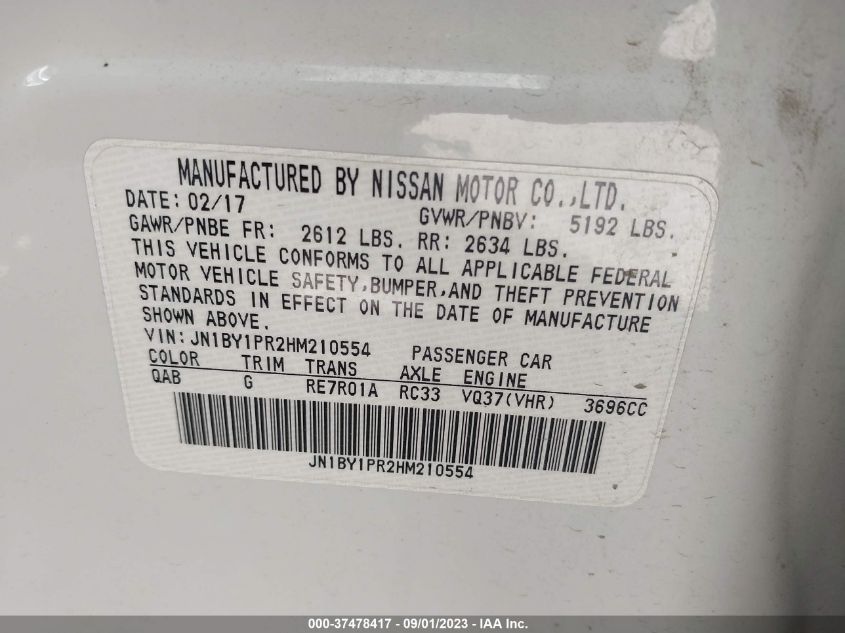 MANUFACTURED BY NISSAN MOTOR CO.,LTD.
DATE: 02/17 GVWR/PNBV: 5192 LBS.
GAWR/PNBE FR: 2612 LBS. RR: 2634 LBS.
THIS VEHICLE CONFORMS TO ALL APPLICABLE FEDERAL
MOTOR VEHICLE SAFETY,BUMPER,AND THEFT PREVENTION
STANDARDS IN EFFECT ON THE DATE OF MANUFACTURE
SHOWN ABOVE.
VIN:JN1BY1PR2HM210554 PASSENGER CAR
COLOR TRIM TRANS AXLE ENGINE
QAB G RE7R01A RC33 VQ37(VHR) 3696CC
JN1BY1PR2HM210554
000-37478417 - 09/01/2023 - IAA Inc.